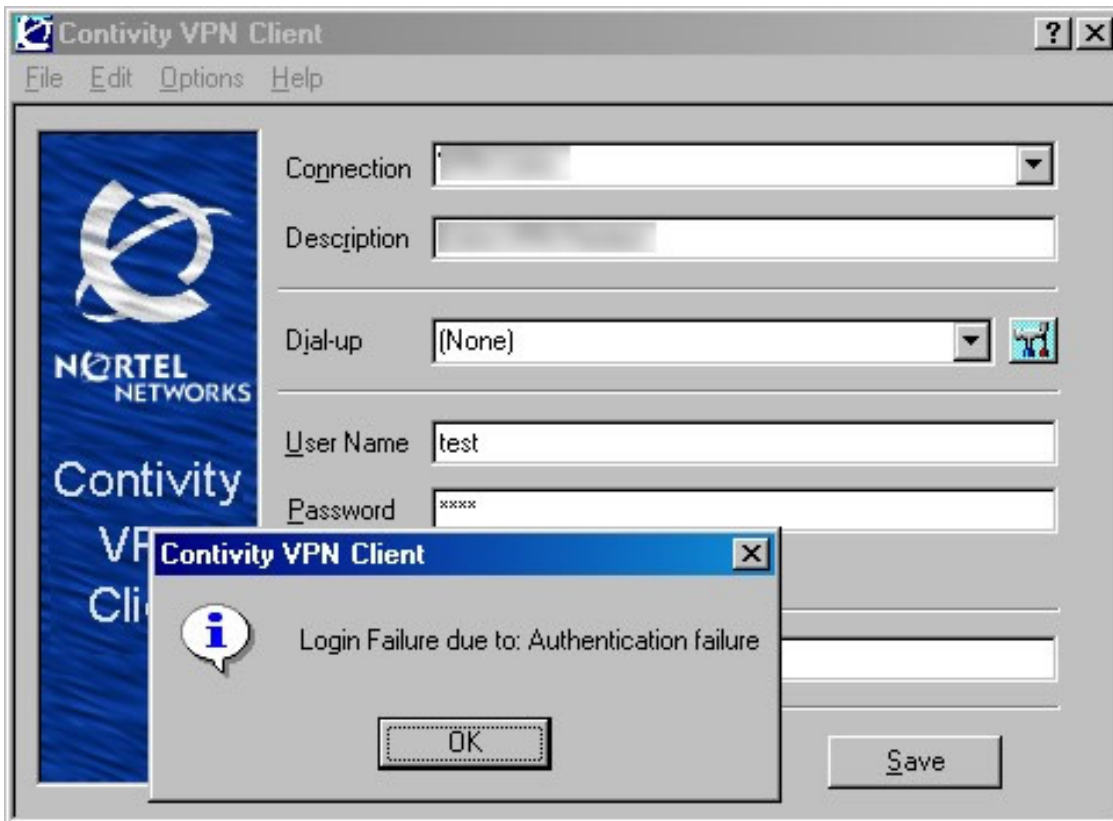 Contivity VPN Client
File Edit Options Help
Connection
Description
Dial-up (None)
NORTEL
NETWORKS
User Name test
Contivity
Password ****
Contivity VPN Client
Login Failure due to: Authentication failure
OK
Save